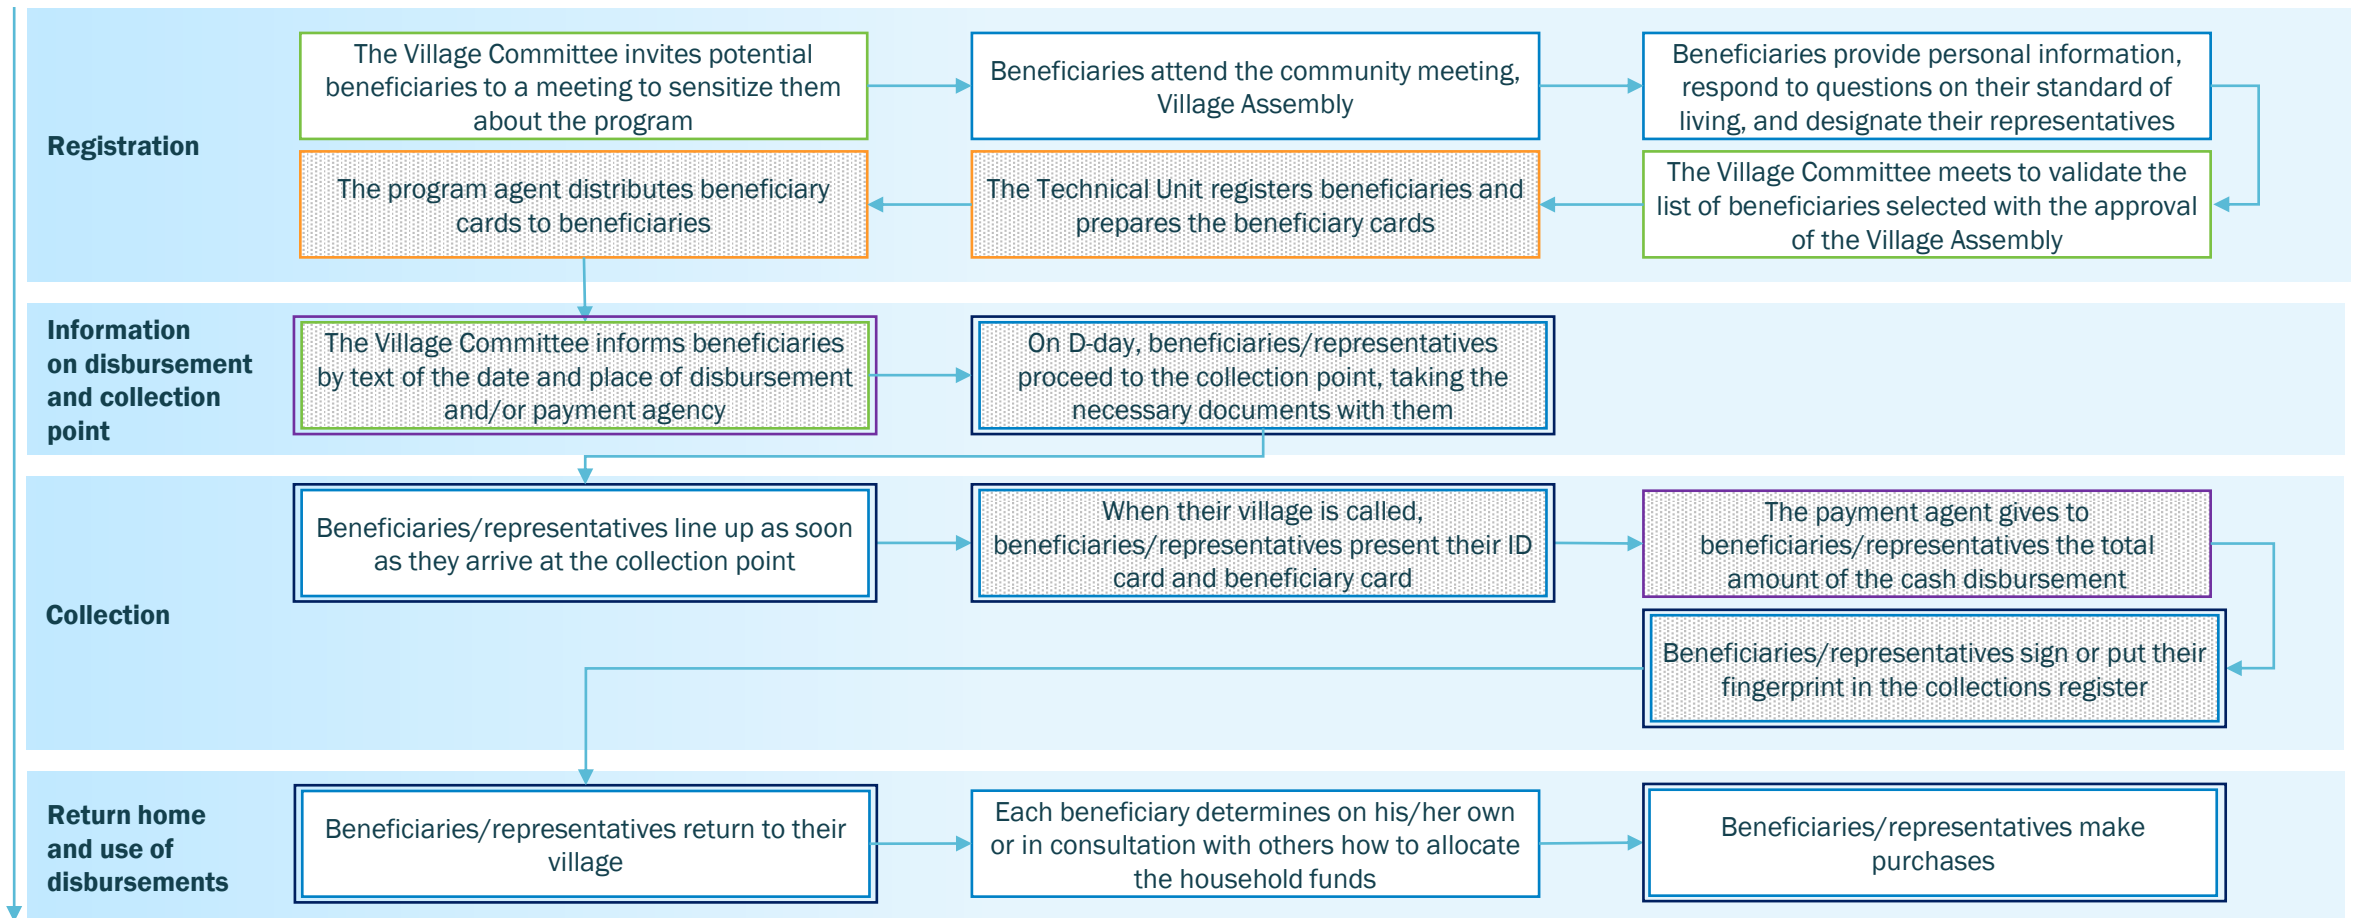 Registration
The Village Committee invites potential
beneficiaries to a meeting to sensitize them
about the program
Beneficiaries attend the community meeting,
Village Assembly
Beneficiaries provide personal information,
respond to questions on their standard of
living, and designate their representatives
The Village Committee meets to validate the
list of beneficiaries selected with the approval
of the Village Assembly
The Technical Unit registers beneficiaries and
prepares the beneficiary cards
The program agent distributes beneficiary
cards to beneficiaries
Information
on disbursement
and collection
point
The Village Committee informs beneficiaries
by text of the date and place of disbursement
and/or payment agency
On D-day, beneficiaries/representatives
proceed to the collection point, taking the
necessary documents with them
Collection
Beneficiaries/representatives line up as soon
as they arrive at the collection point
When their village is called,
beneficiaries/representatives present their ID
card and beneficiary card
The payment agent gives to
beneficiaries/representatives the total
amount of the cash disbursement
Beneficiaries/representatives sign or put their
fingerprint in the collections register
Return home
and use of
disbursements
Beneficiaries/representatives return to their
village
Each beneficiary determines on his/her own
or in consultation with others how to allocate
the household funds
Beneficiaries/representatives make
purchases